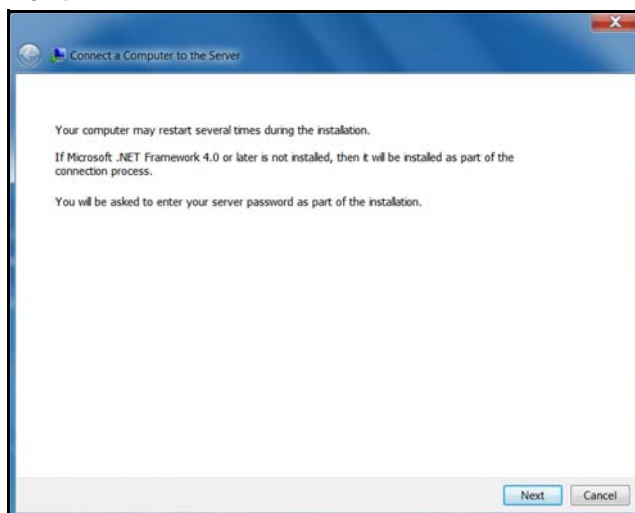 Connect a Computer to the Server
Your computer may restart several times during the installation.
If Microsoft .NET Framework 4.0 or later is not installed, then it will be installed as part of the
connection process.
You will be asked to enter your server password as part of the installation.
Next Cancel